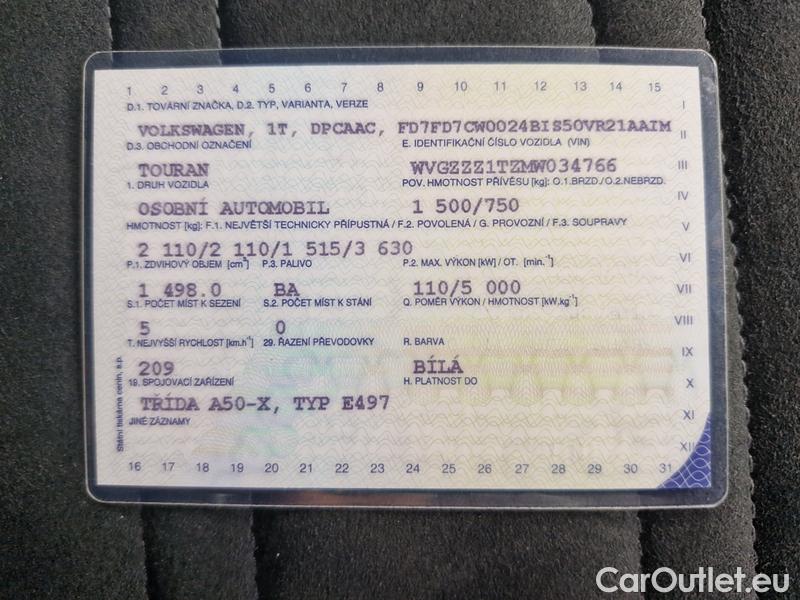 1 2 3 4 5 6 7 8 9 10 11 12 13 14 15
D.1. TOVÁRNÍ ZNAČKA, D.2. TYP, VARIANTA, VERZE I
VOLKSWAGEN, 1T, DPCAAC, FD7FD7CW0024BIS50VR21AAIM II
D.3. OBCHODNÍ OZNAČENÍ E. IDENTIFIKAČNÍ ČÍSLO VOZIDLA (VIN)
TOURAN WVGZZZ1TZMW034766 III
1. DRUH VOZIDLA POV. HMOTNOST PŘÍVĚSU [kg]: O.1.BRZD./O.2.NEBRZD.
OSOBNÍ AUTOMOBIL 1 500/750 IV
HMOTNOST [kg]: F.1. NEJVĚTŠÍ TECHNICKY PŘÍPUSTNÁ / F.2. POVOLENÁ / G. PROVOZNÍ / F.3. SOUPRAVY V
2 110/2 110/1 515/3 630
P.1. ZDVIHOVÝ OBJEM [cm³] P.3. PALIVO P.2. MAX. VÝKON [kW] / OT. [min.⁻¹] VI
1 498.0 BA 110/5 000 VII
S.1. POČET MÍST K SEZENÍ S.2. POČET MÍST K STÁNÍ Q. POMĚR VÝKON / HMOTNOST [kW.kg⁻¹]
5 0 VIII
T. NEJVYŠŠÍ RYCHLOST [km.h⁻¹] 29. ŘAZENÍ PŘEVODOVKY R. BARVA
209 BÍLÁ IX
19. SPOJOVACÍ ZAŘÍZENÍ H. PLATNOST DO X
TŘÍDA A50-X, TYP E497 XI
JINÉ ZÁZNAMY
XII
16 17 18 19 20 21 22 23 24 25 26 27 28 29 30 31
Státní tiskárna cenin, s.p.
CarOutlet.eu